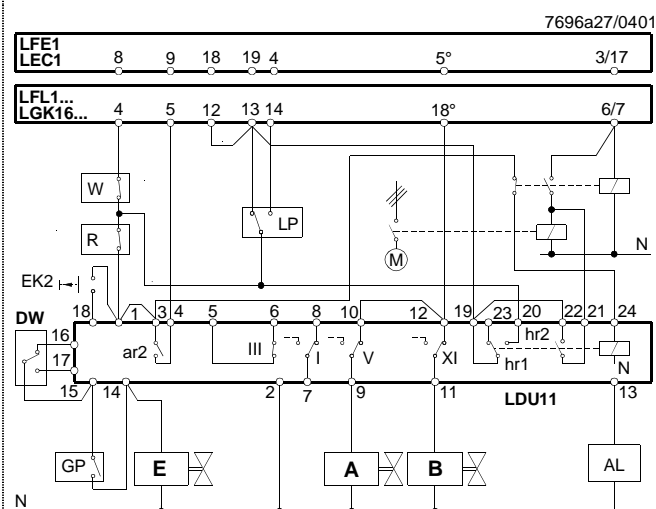 7696a27/0401
LFE1
LEC1
8 9 18 19 4 5° 3/17
LFL1...
LGK16...
4 5 12 13 14 18° 6/7
W
LP
R
N
M
EK2
18 1 3 4 5 6 8 10 12 19 23 20 22 21 24
DW
16
hr2
ar2 III I V XI
17
hr1
N
15 14 2 7 9 11 LDU11 13
GP E A B AL
N